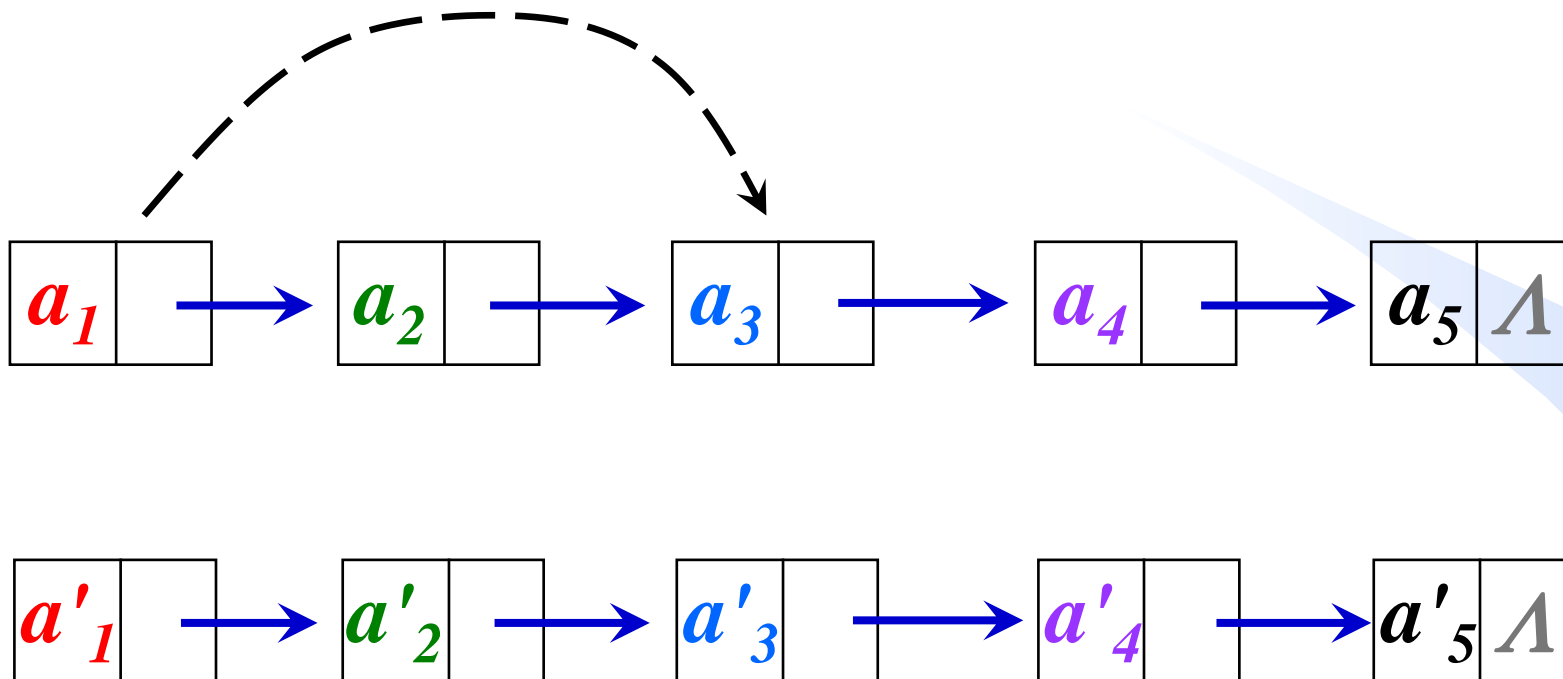 a₁ a₂ a₃ a₄ a₅ Λ
a'₁ a'₂ a'₃ a'₄ a'₅ Λ